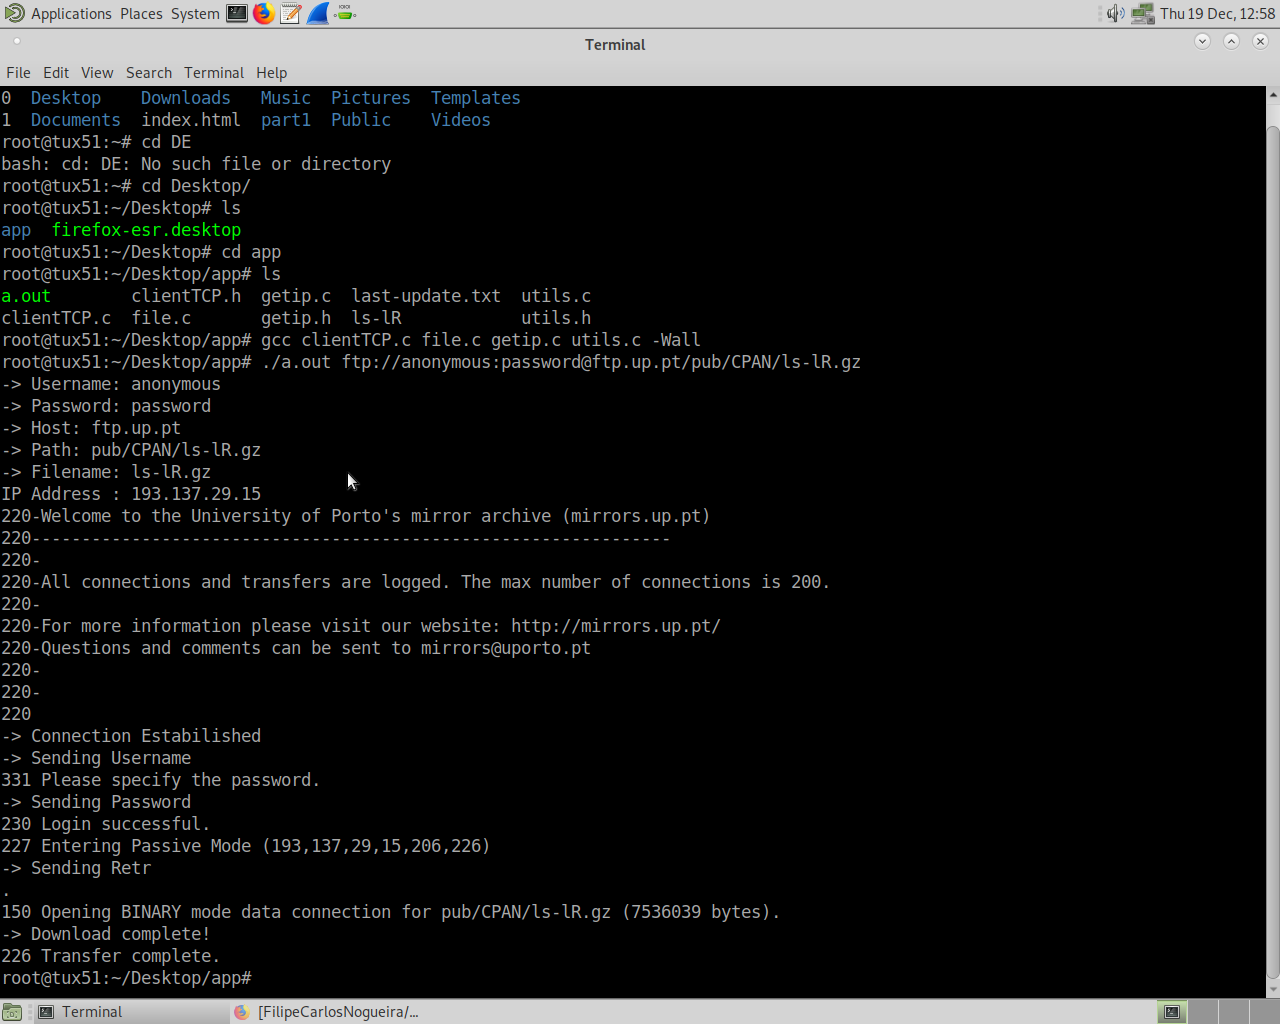 Applications Places System Thu 19 Dec, 12:58
Terminal
File Edit View Search Terminal Help
0  Desktop    Downloads   Music  Pictures  Templates
1  Documents  index.html  part1  Public    Videos
root@tux51:~# cd DE
bash: cd: DE: No such file or directory
root@tux51:~# cd Desktop/
root@tux51:~/Desktop# ls
app  firefox-esr.desktop
root@tux51:~/Desktop# cd app
root@tux51:~/Desktop/app# ls
a.out        clientTCP.h  getip.c  last-update.txt  utils.c
clientTCP.c  file.c       getip.h  ls-lR            utils.h
root@tux51:~/Desktop/app# gcc clientTCP.c file.c getip.c utils.c -Wall
root@tux51:~/Desktop/app# ./a.out ftp://anonymous:password@ftp.up.pt/pub/CPAN/ls-lR.gz
-> Username: anonymous
-> Password: password
-> Host: ftp.up.pt
-> Path: pub/CPAN/ls-lR.gz
-> Filename: ls-lR.gz
IP Address : 193.137.29.15
220-Welcome to the University of Porto's mirror archive (mirrors.up.pt)
220----------------------------------------------------------------
220-
220-All connections and transfers are logged. The max number of connections is 200.
220-
220-For more information please visit our website: http://mirrors.up.pt/
220-Questions and comments can be sent to mirrors@uporto.pt
220-
220-
220
-> Connection Estabilished
-> Sending Username
331 Please specify the password.
-> Sending Password
230 Login successful.
227 Entering Passive Mode (193,137,29,15,206,226)
-> Sending Retr
.
150 Opening BINARY mode data connection for pub/CPAN/ls-lR.gz (7536039 bytes).
-> Download complete!
226 Transfer complete.
root@tux51:~/Desktop/app#
Terminal [FilipeCarlosNogueira/...